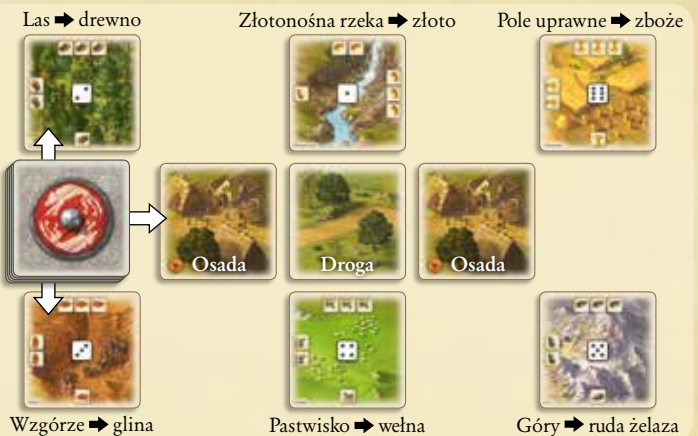 Las ➡ drewno
Złotonośna rzeka ➡ złoto
Pole uprawne ➡ zboże
Osada
Droga
Osada
Wzgórze ➡ glina
Pastwisko ➡ wełna
Góry ➡ ruda żelaza